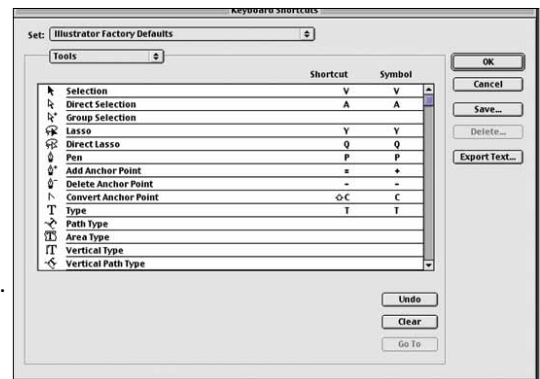 Keyboard Shortcuts
Set: Illustrator Factory Defaults
Tools
Shortcut Symbol
Selection V V
Direct Selection A A
Group Selection
Lasso Y Y
Direct Lasso Q Q
Pen P P
Add Anchor Point = +
Delete Anchor Point - -
Convert Anchor Point ⇧C C
Type T T
Path Type
Area Type
Vertical Type
Vertical Path Type
OK
Cancel
Save...
Delete...
Export Text...
Undo
Clear
Go To